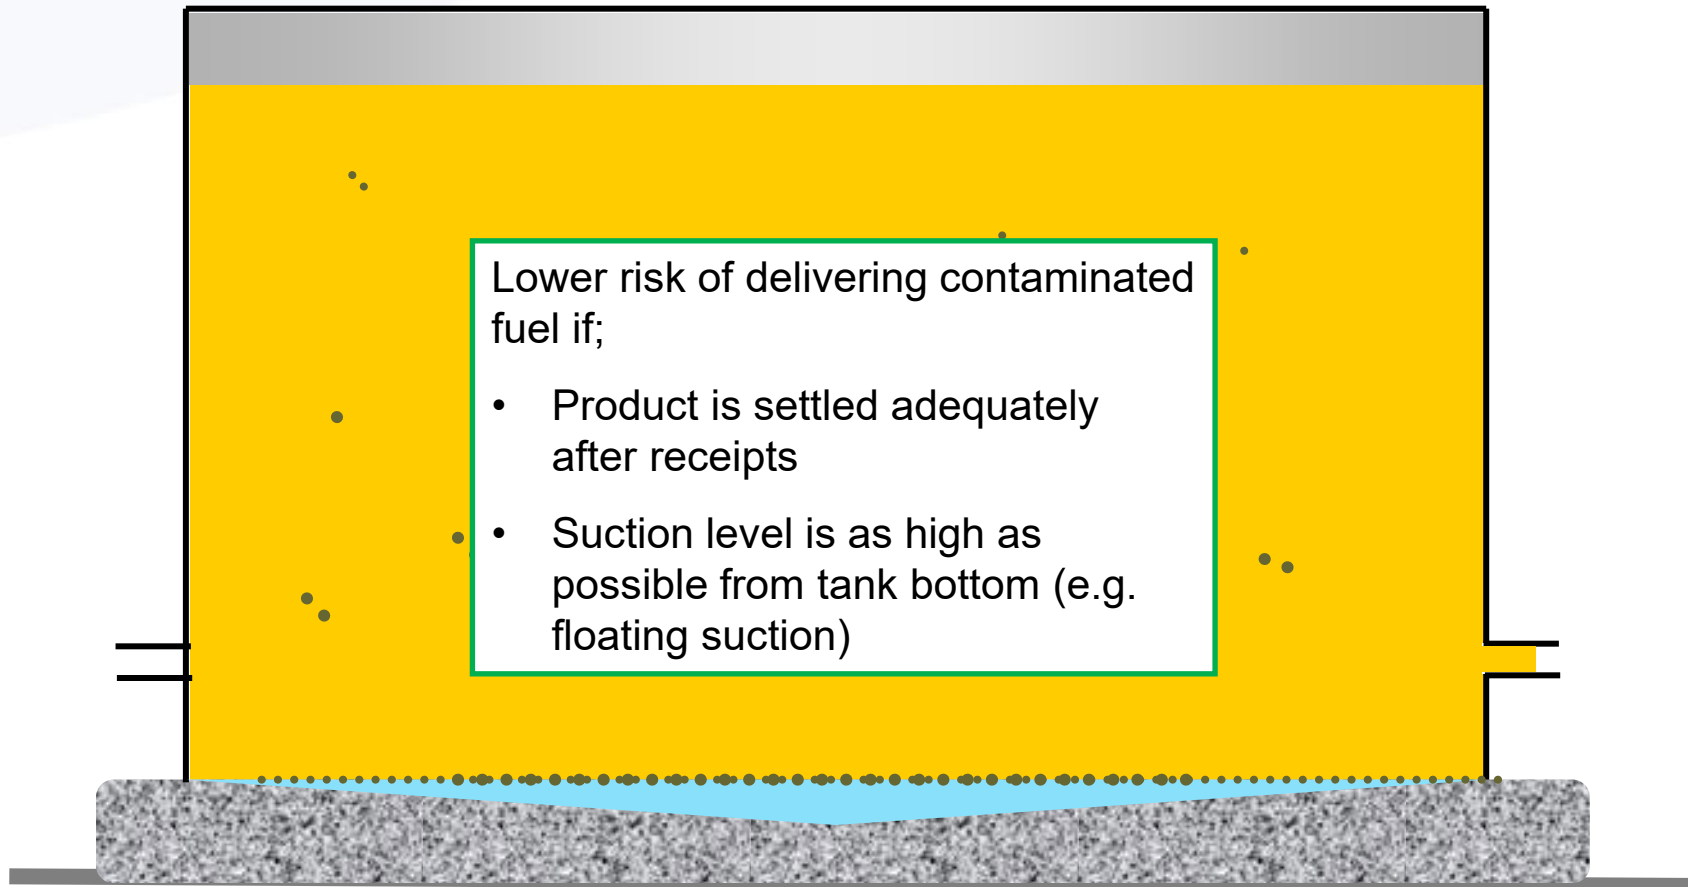 Lower risk of delivering contaminated
fuel if;
• Product is settled adequately
after receipts
• Suction level is as high as
possible from tank bottom (e.g.
floating suction)